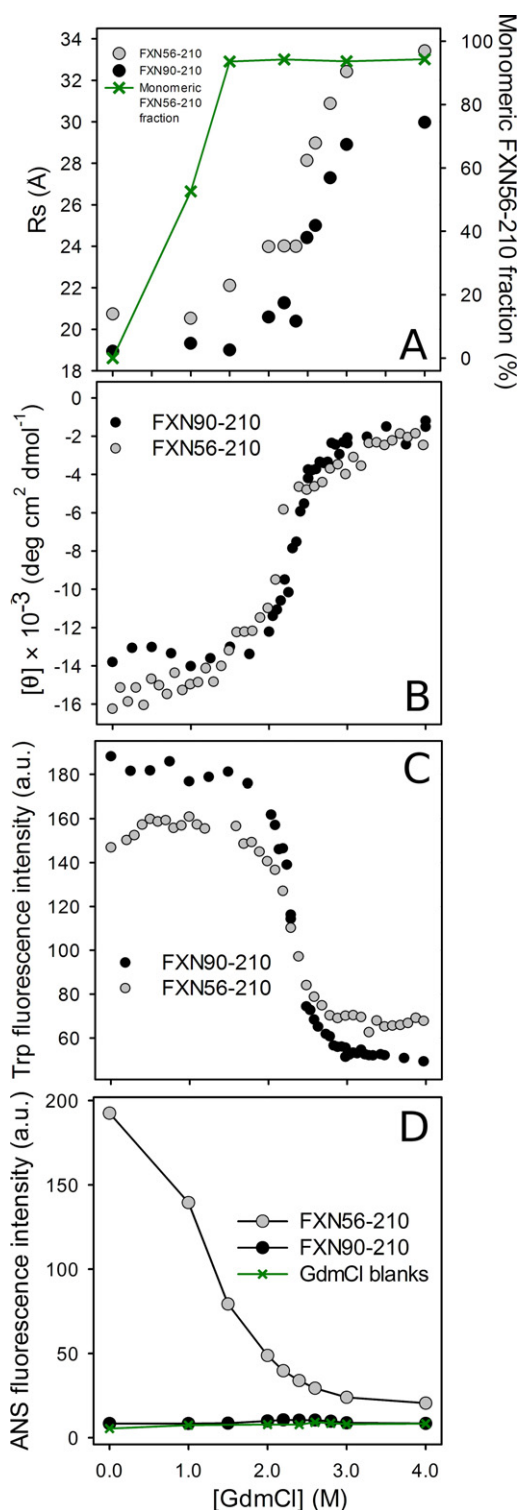 A
34
32
30
28
26
24
22
20
18
Rs (A)
FXN56-210
FXN90-210
Monomeric
FXN56-210
fraction
100
80
60
40
20
0
Monomeric FXN56-210
fraction (%)
B
0
-2
-4
-6
-8
-10
-12
-14
-16
[θ] × 10⁻³ (deg cm² dmol⁻¹)
FXN90-210
FXN56-210
C
180
160
140
120
100
80
60
Trp fluorescence intensity (a.u.)
FXN90-210
FXN56-210
D
200
150
100
50
0
ANS fluorescence intensity (a.u.)
FXN56-210
FXN90-210
GdmCl blanks
0.0 1.0 2.0 3.0 4.0
[GdmCl] (M)